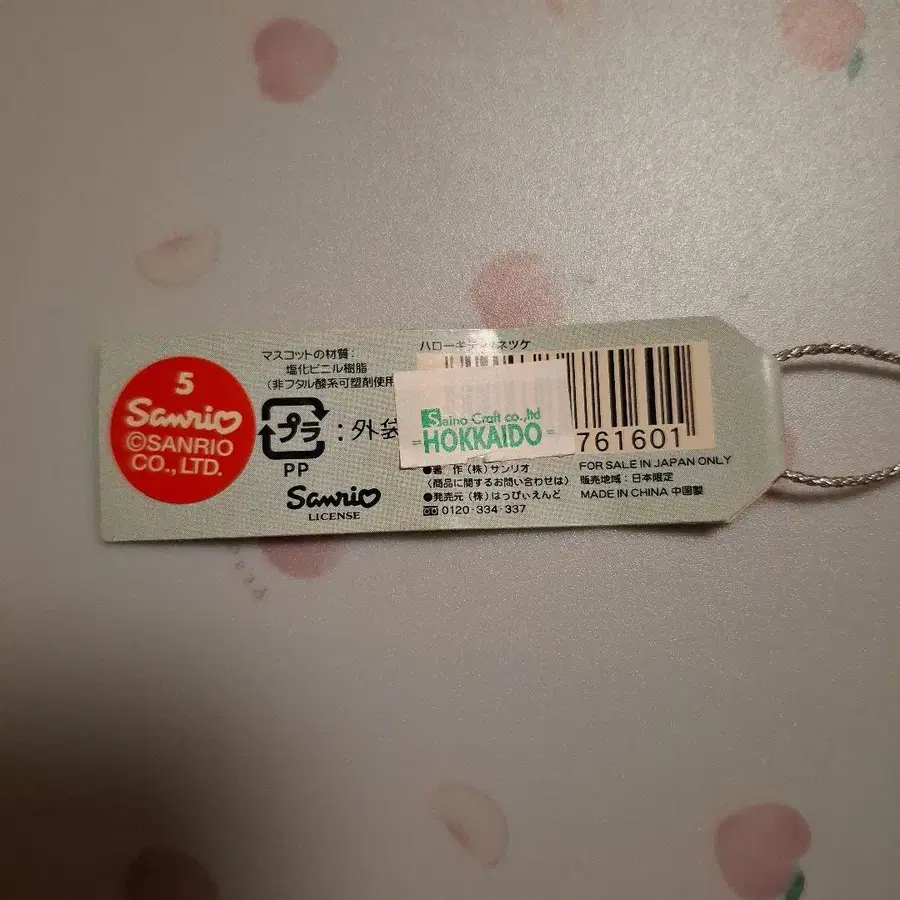 5
Sanrio
©SANRIO
CO., LTD.
マスコットの材質:
塩化ビニル樹脂
(非フタル酸系可塑剤使用
プラ
:外袋
PP
Sanrio
LICENSE
ハローキティ ネツケ
Seino Craft co.,ltd
HOKKAIDO
761601
●著 作(株)サンリオ
〈商品に関するお問い合わせは〉
●発売元(株)はっぴぃえんど
0120-334-337
FOR SALE IN JAPAN ONLY
販売地域:日本限定
MADE IN CHINA 中国製